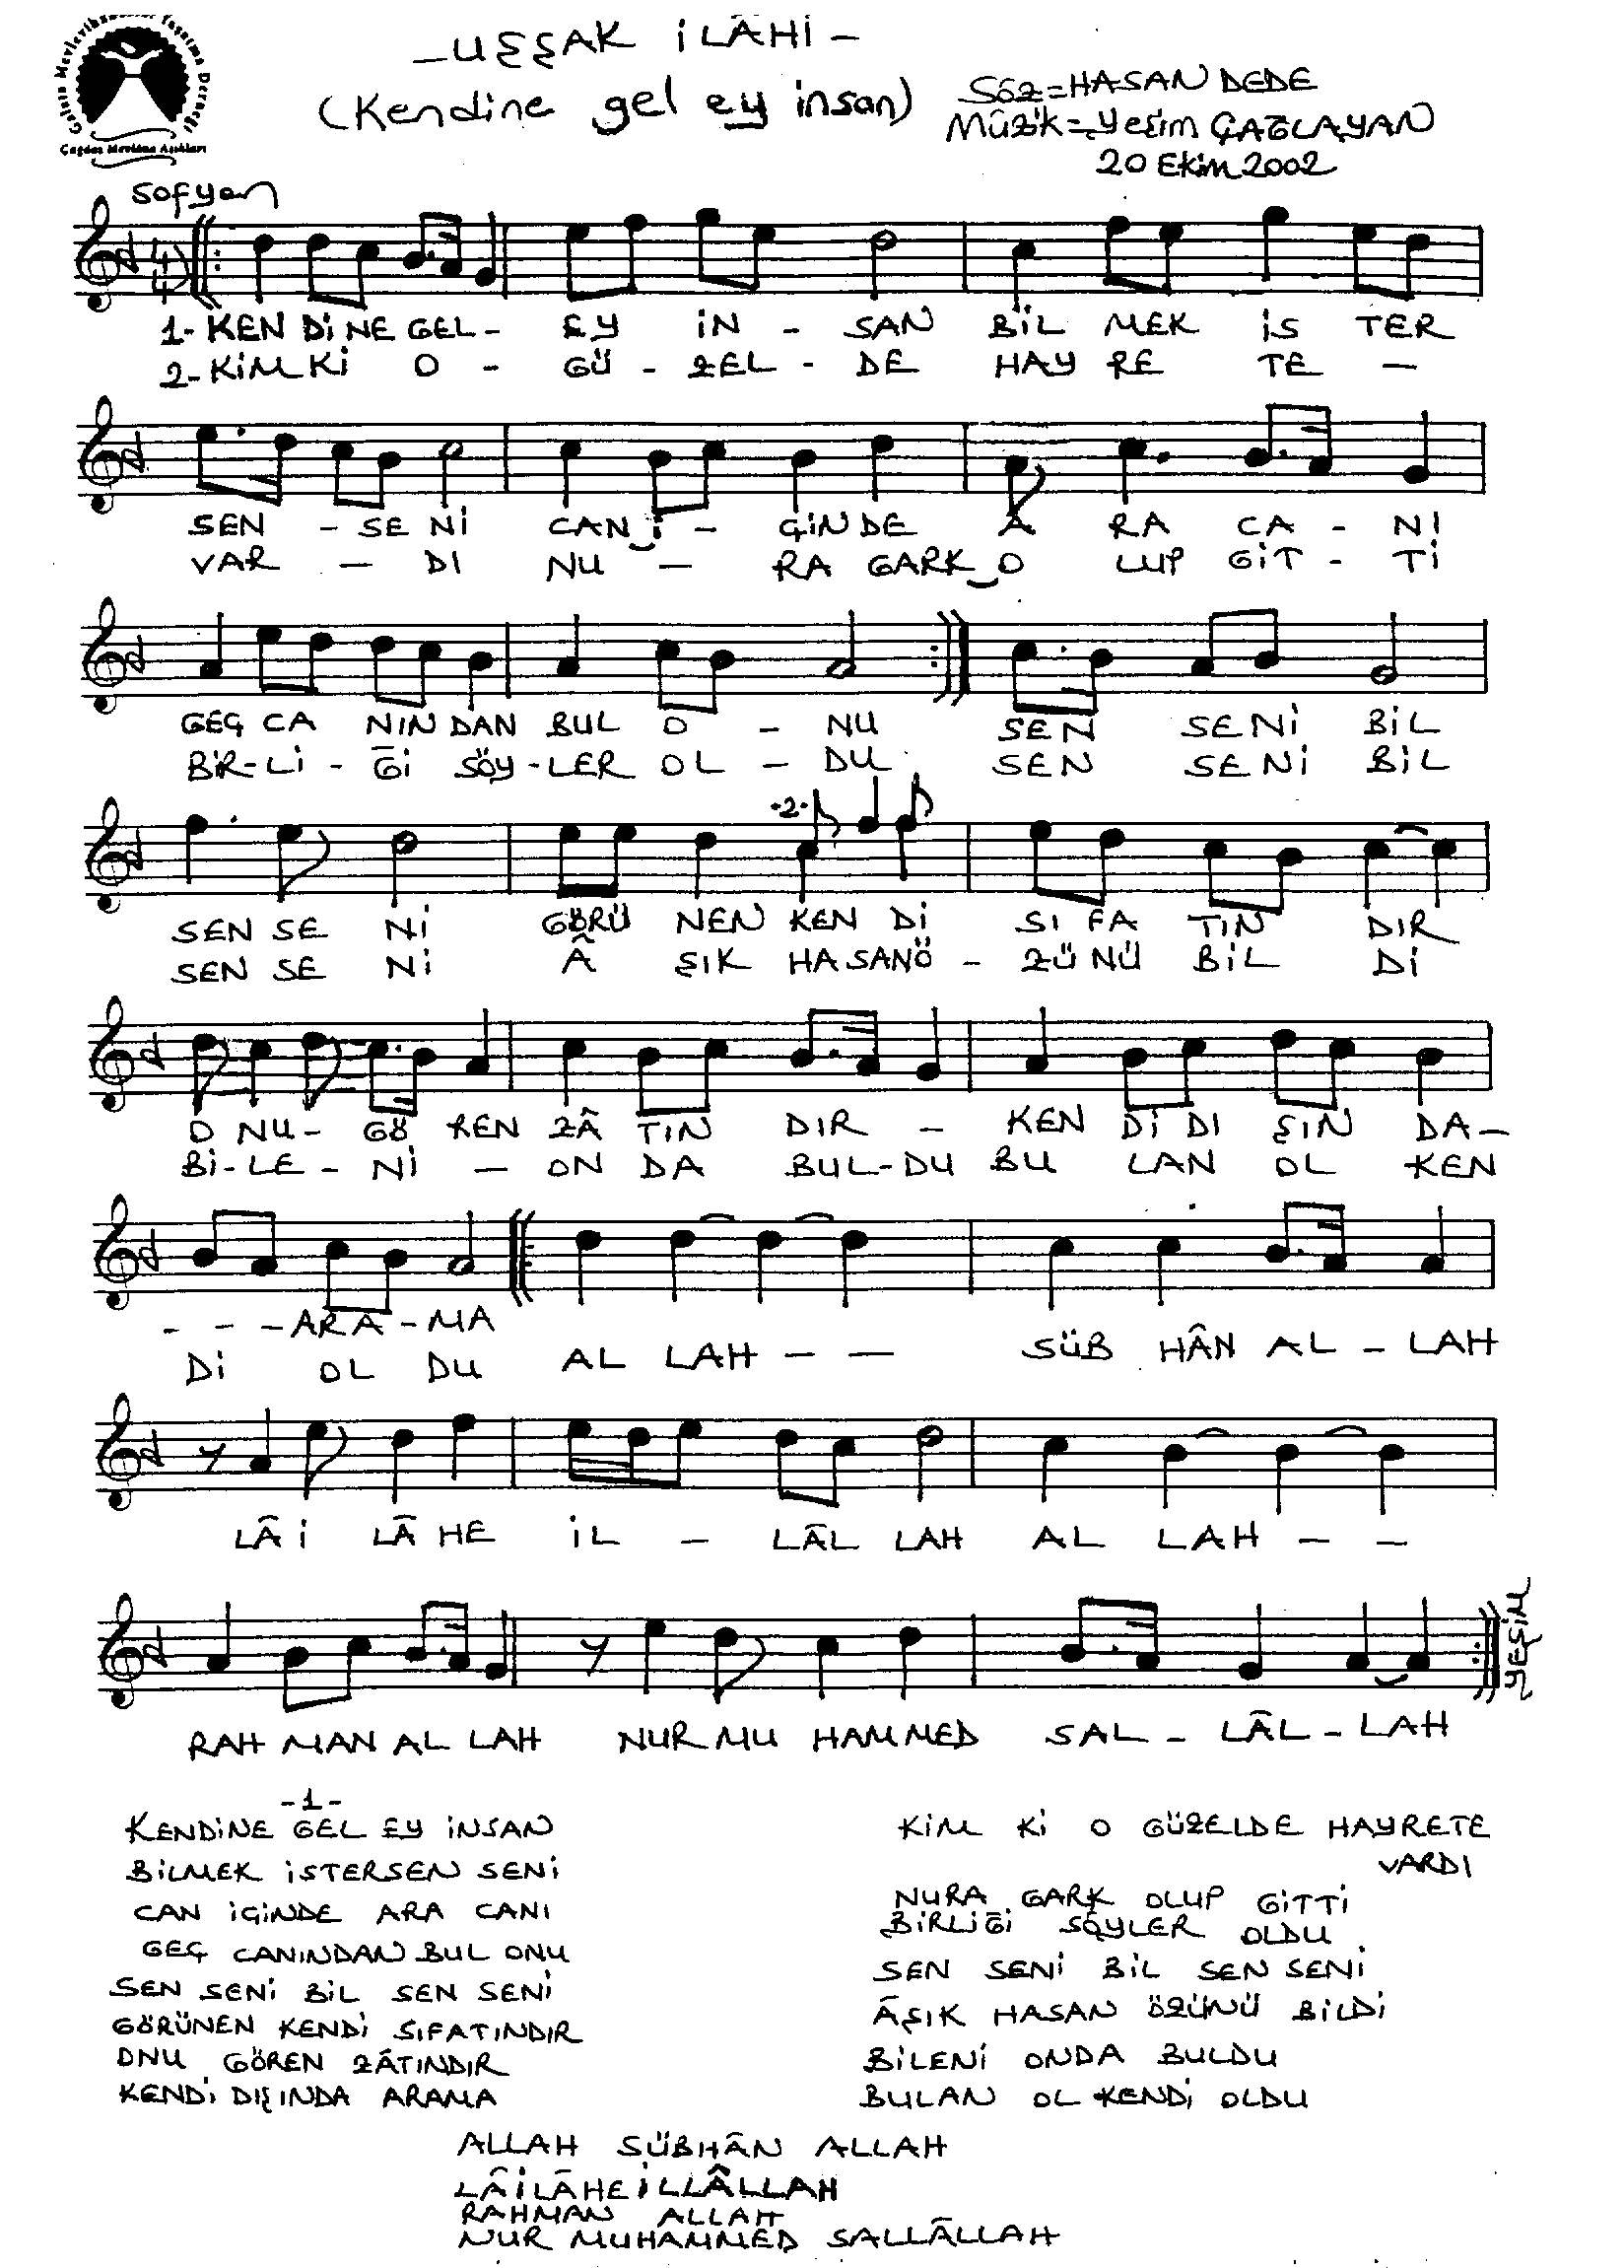 Galata Mevlevihanesi Yaşatma Derneği
Çağdaş Mevlâna Aşıkları
—UŞŞAK İLÂHİ—
(Kendine gel ey insan)
Söz=HASAN DEDE
Müzik=Yeşim ÇAĞLAYAN
20 Ekim 2002
Sofyan
1-KEN Dİ NE GEL- EY İN - SAN BİL MEK İS TER
2-KİM Kİ O - GÜ - ZEL - DE HAY RE TE —
SEN - SE NI CAN İ - ÇİN DE A RA CA - NI
VAR — DI NU — RA GARK O LUP GİT - Tİ
GEÇ CA NIN DAN BUL O - NU SEN SE Nİ BİL
BİR-Lİ - Ğİ SÖY-LER OL - DU SEN SE Nİ BİL
-2-
SEN SE Nİ GÖRÜ NEN KEN Dİ SI FA TIN DIR
SEN SE Nİ Â ŞIK HA SAN Ö - ZÜ NÜ BİL Dİ
O NU- GÖ REN ZÂ TIN DIR — KEN Dİ DI ŞIN DA—
Bİ-LE - Nİ — ON DA BUL-DU BU LAN OL KEN
- - - A RA - MA
Dİ OL DU AL LAH — — SÜB HÂN AL - LAH
LÂ İ LÂ HE İL — LÂL LAH AL LAH — —
RAH MAN AL LAH NUR MU HAMMED SAL - LÂL - LAH
YEŞİM
-1-
KENDİNE GEL EY İNSAN
BİLMEK İSTERSEN SENİ
CAN İÇİNDE ARA CANI
GEÇ CANINDAN BUL ONU
SEN SENİ BİL SEN SENİ
GÖRÜNEN KENDİ SIFATINDIR
ONU GÖREN ZÂTINDIR
KENDİ DIŞINDA ARAMA
KİM Kİ O GÜZELDE HAYRETE
VARDI
NURA GARK OLUP GİTTİ
BİRLİĞİ SÖYLER OLDU
SEN SENİ BİL SEN SENİ
ÂŞIK HASAN ÖZÜNÜ BİLDİ
BİLENİ ONDA BULDU
BULAN OL KENDİ OLDU
ALLAH SÜBHÂN ALLAH
LÂİLÂHEİLLÂLLAH
RAHMAN ALLAH
NUR MUHAMMED SALLÂLLAH